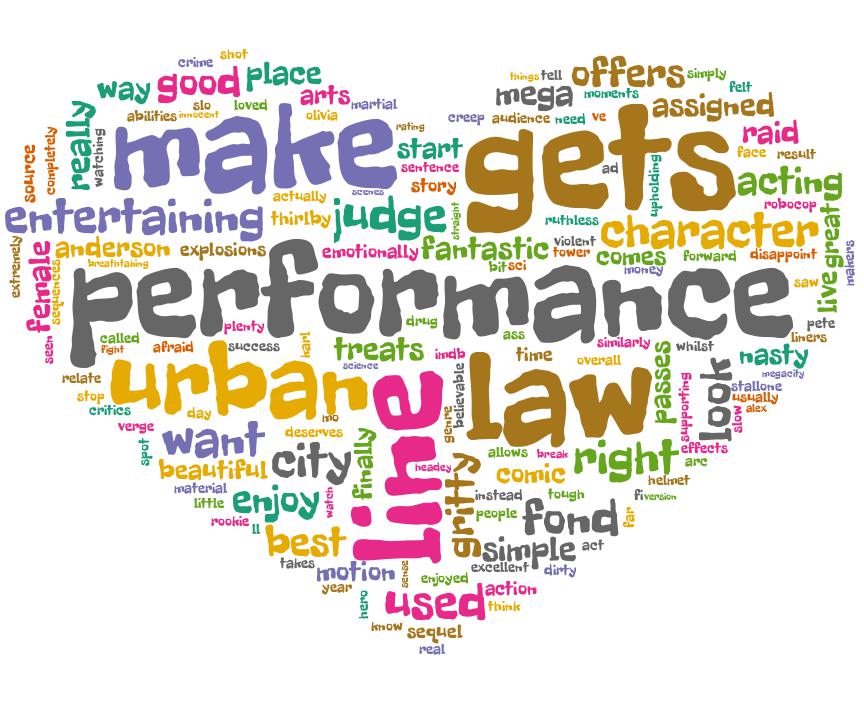 shot
crime
things tell offers simply
way good place
mega moments felt
slo loved arts martial
assigned
abilities innocent olivia
creep audience need ve
really watching make rating gets raid
source completely
start
sentence
face result
ad upholding
story
acting
actually scenes
robocop
entertaining thirlby judge straight
ruthless character
great
extremely female sequences anderson explosions emotionally fantastic violent
tower comes forward disappoint
makers
breathtaking
bit sci
money
live
saw
performance
plenty
drug
pete
seen called
karl
ass
liners
fight afraid success treats imdb time similarly whilst
nasty
science
overall
passes
look
relate
urban
like
believable
law
megacity
stallone
stop
supporting
usually
critics
day
mo
genre
slow
alex
verge
spot
want
deserves
finally
allows break right effects
arc
beautiful city
headey
gritty
comic
helmet
material
watch
instead tough
fi version
little enjoy
people fond far
rookie
ll
best
simple act
takes
motion
sense
excellent dirty
enjoyed
year
hero
used action
think
know sequel
real